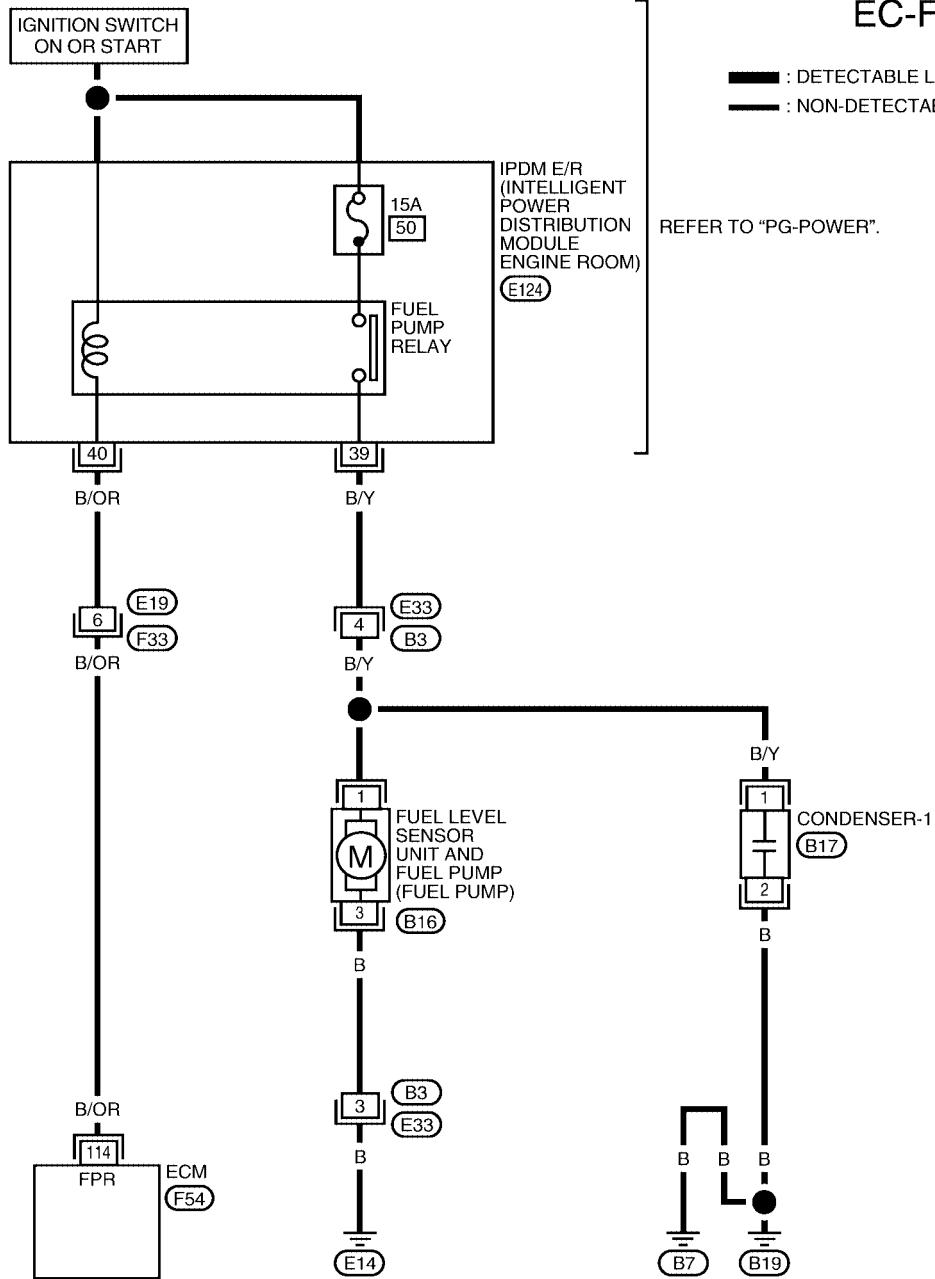 EC-F
IGNITION SWITCH
ON OR START
: DETECTABLE L
: NON-DETECTAB
IPDM E/R
(INTELLIGENT
POWER
DISTRIBUTION
MODULE
ENGINE ROOM)
E124
REFER TO “PG-POWER”.
15A
50
FUEL
PUMP
RELAY
40
39
B/OR
B/Y
6
E19
F33
4
E33
B3
B/OR
B/Y
B/Y
1
FUEL LEVEL
SENSOR
UNIT AND
FUEL PUMP
(FUEL PUMP)
M
3
B16
1
CONDENSER-1
B17
2
B
B
B/OR
3
B3
E33
114
FPR
ECM
F54
B
B
B
B
E14
B7
B19